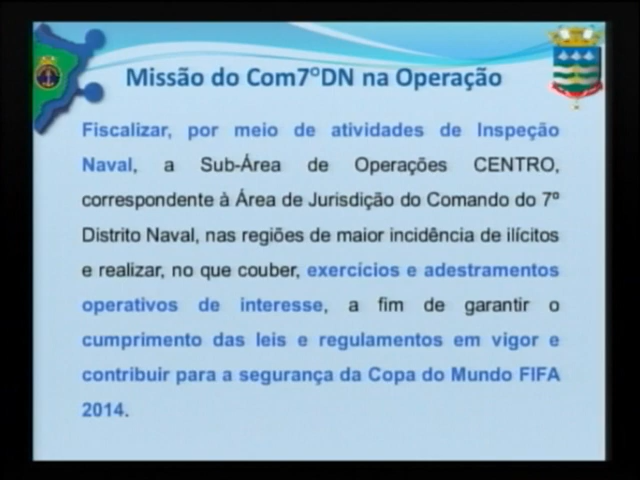 Missão do Com7ºDN na Operação
Fiscalizar, por meio de atividades de Inspeção
Naval, a Sub-Área de Operações CENTRO,
correspondente à Área de Jurisdição do Comando do 7º
Distrito Naval, nas regiões de maior incidência de ilícitos
e realizar, no que couber, exercícios e adestramentos
operativos de interesse, a fim de garantir o
cumprimento das leis e regulamentos em vigor e
contribuir para a segurança da Copa do Mundo FIFA
2014.